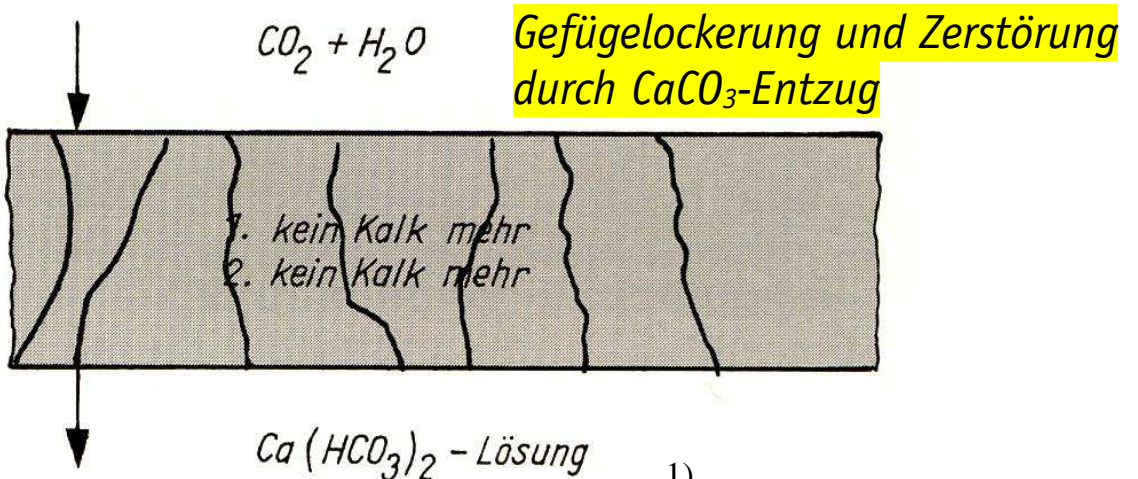 CO₂ + H₂O
Gefügelockerung und Zerstörung
durch CaCO₃-Entzug
1. kein Kalk mehr
2. kein Kalk mehr
Ca (HCO₃)₂ - Lösung
1)